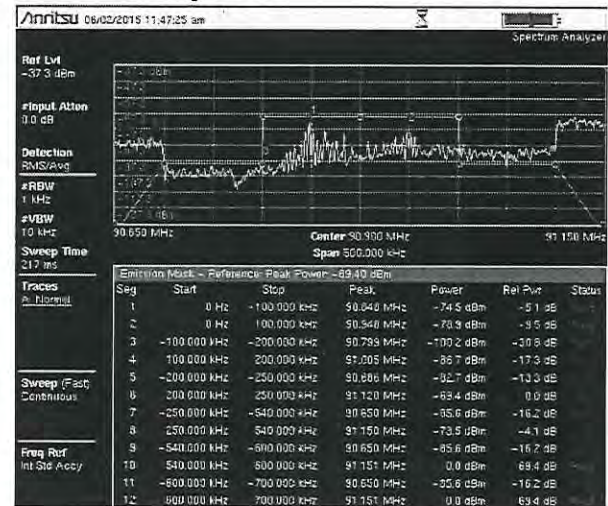 Anritsu 06/02/2015 11:47:25 am
Spectrum Analyzer
Ref Lvl
-37.3 dBm
#Input Atten
0.0 dB
Detection
RMS/Avg
#RBW
1 kHz
#VBW
10 kHz
Sweep Time
217 ms
Traces
A: Normal
Sweep (Fast)
Continuous
Freq Ref
Int Std Accy
90.650 MHz
Center 90.900 MHz
91.150 MHz
Span 500.000 kHz
Emission Mask - Reference: Peak Power -69.40 dBm
Seg Start Stop Peak Power Rel Pwr Status
1 0 Hz -100.000 kHz 90.848 MHz -74.5 dBm -5.1 dB
2 0 Hz 100.000 kHz 90.948 MHz -78.9 dBm -9.5 dB
3 -100.000 kHz -200.000 kHz 90.799 MHz -100.2 dBm -30.8 dB
4 100.000 kHz 200.000 kHz 91.005 MHz -86.7 dBm -17.3 dB
5 -200.000 kHz -250.000 kHz 90.686 MHz -82.7 dBm -13.3 dB
6 200.000 kHz 250.000 kHz 91.120 MHz -69.4 dBm 0.0 dB
7 -250.000 kHz -540.000 kHz 90.650 MHz -85.6 dBm -16.2 dB
8 250.000 kHz 540.000 kHz 91.150 MHz -73.5 dBm -4.1 dB
9 -540.000 kHz -600.000 kHz 90.650 MHz -85.6 dBm -16.2 dB
10 540.000 kHz 600.000 kHz 91.151 MHz 0.0 dBm 69.4 dB
11 -600.000 kHz -700.000 kHz 90.650 MHz -85.6 dBm -16.2 dB
12 600.000 kHz 700.000 kHz 91.151 MHz 0.0 dBm 69.4 dB